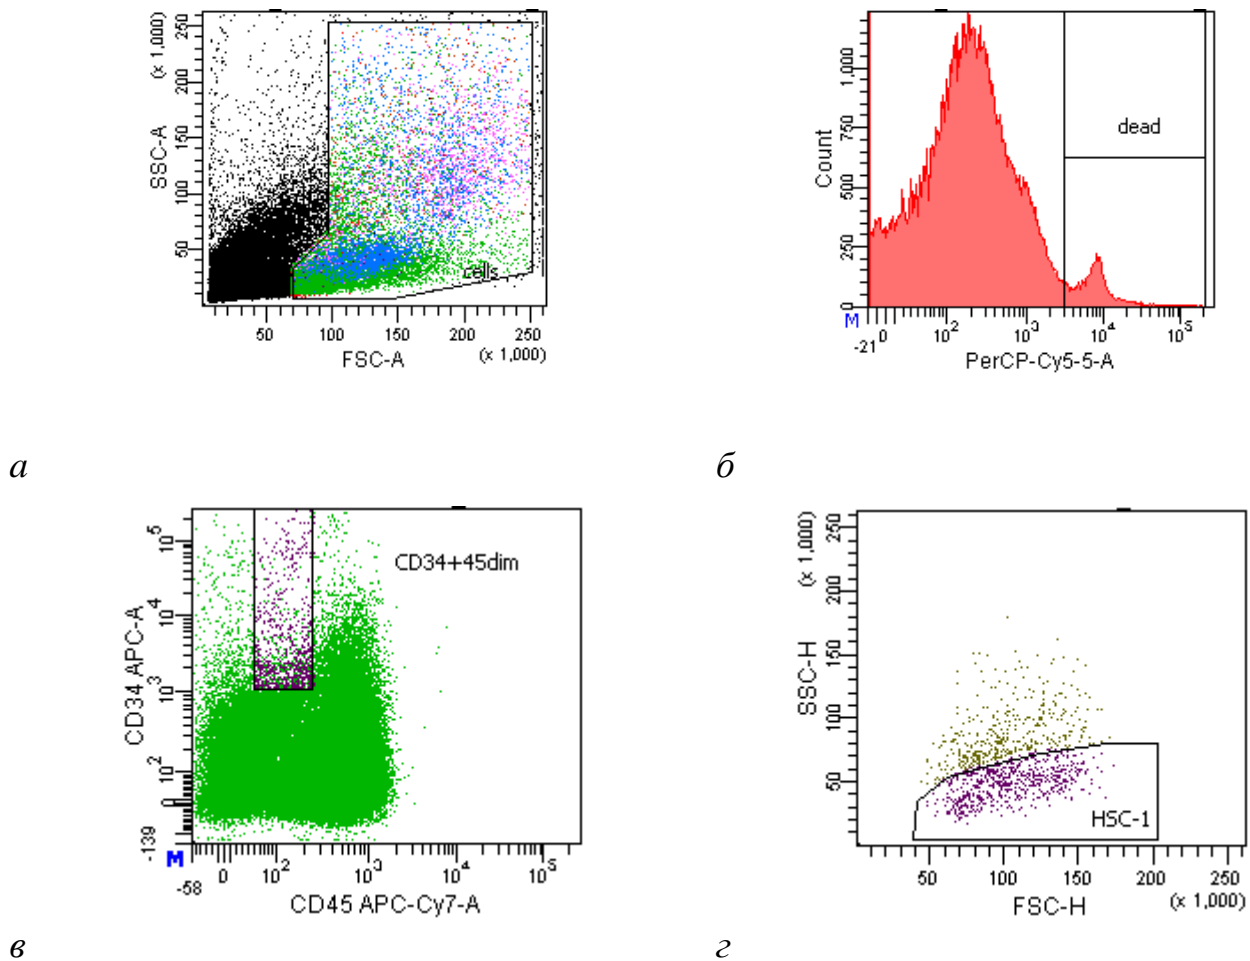 250
(x 1,000)
200
150
SSC-A
100
50
cells
50 100 150 200 250
FSC-A (x 1,000)
1,000
dead
750
Count
500
250
0
M
-21 0 10² 10³ 10⁴ 10⁵
PerCP-Cy5-5-A
а
б
10⁵
CD34+45dim
10⁴
CD34 APC-A
10³
10²
0
-139
M
-58 0 10² 10³ 10⁴ 10⁵
CD45 APC-Cy7-A
250
(x 1,000)
200
150
SSC-H
100
50
HSC-1
50 100 150 200 250
FSC-H (x 1,000)
в
г